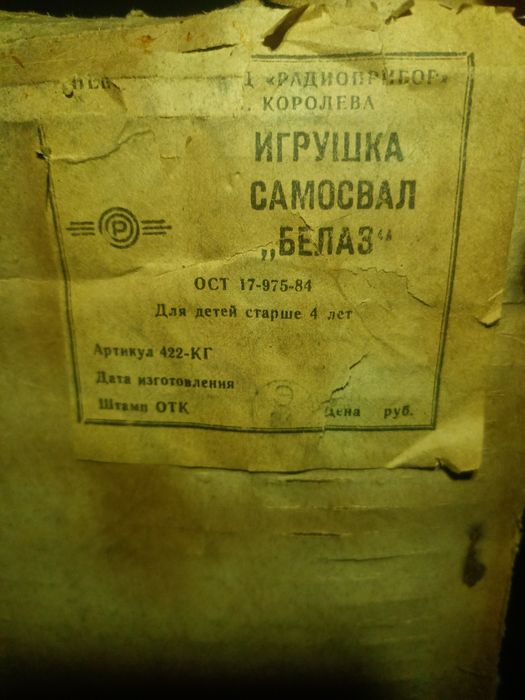 «РАДИОПРИБОР»
КОРОЛЕВА
ИГРУШКА
САМОСВАЛ
„БЕЛАЗ“
Р
ОСТ 17-975-84
Для детей старше 4 лет
Артикул 422-КГ
Дата изготовления
Штамп ОТК
Цена руб.